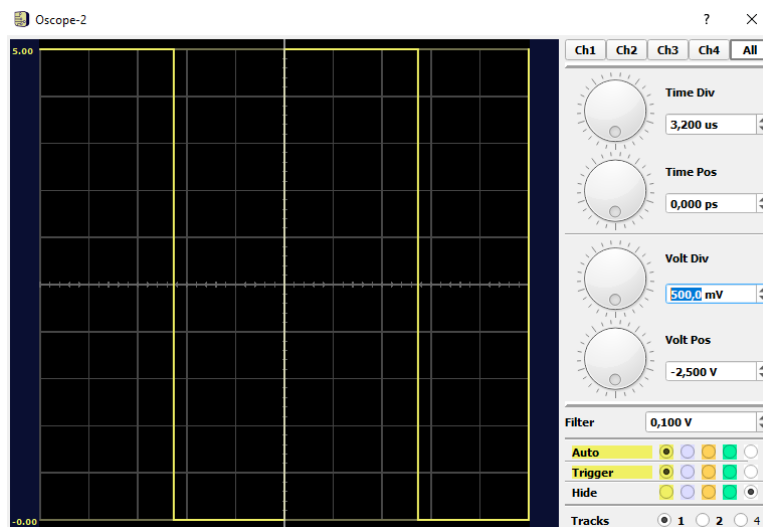 Oscope-2 ? ×
5.00
-0.00
Ch1 Ch2 Ch3 Ch4 All
Time Div
3,200 us
Time Pos
0,000 ps
Volt Div
500,0 mV
Volt Pos
-2,500 V
Filter 0,100 V
Auto
Trigger
Hide
Tracks 1 2 4